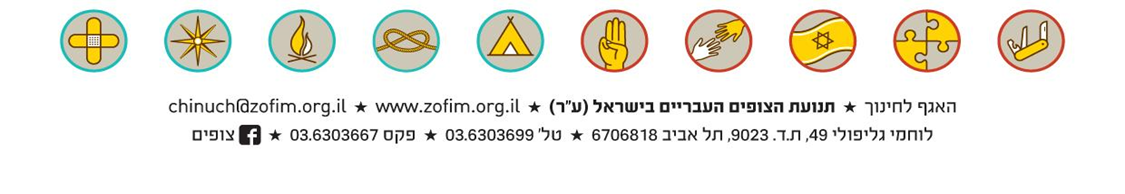 האגף לחינוך ★ תנועת הצופים העבריים בישראל (ע"ר) ★ www.zofim.org.il ★ chinuch@zofim.org.il
לוחמי גליפולי 49, ת.ד. 9023, תל אביב 6706818 ★ טל' 03.6303699 ★ פקס 03.6303667 ★ צופים